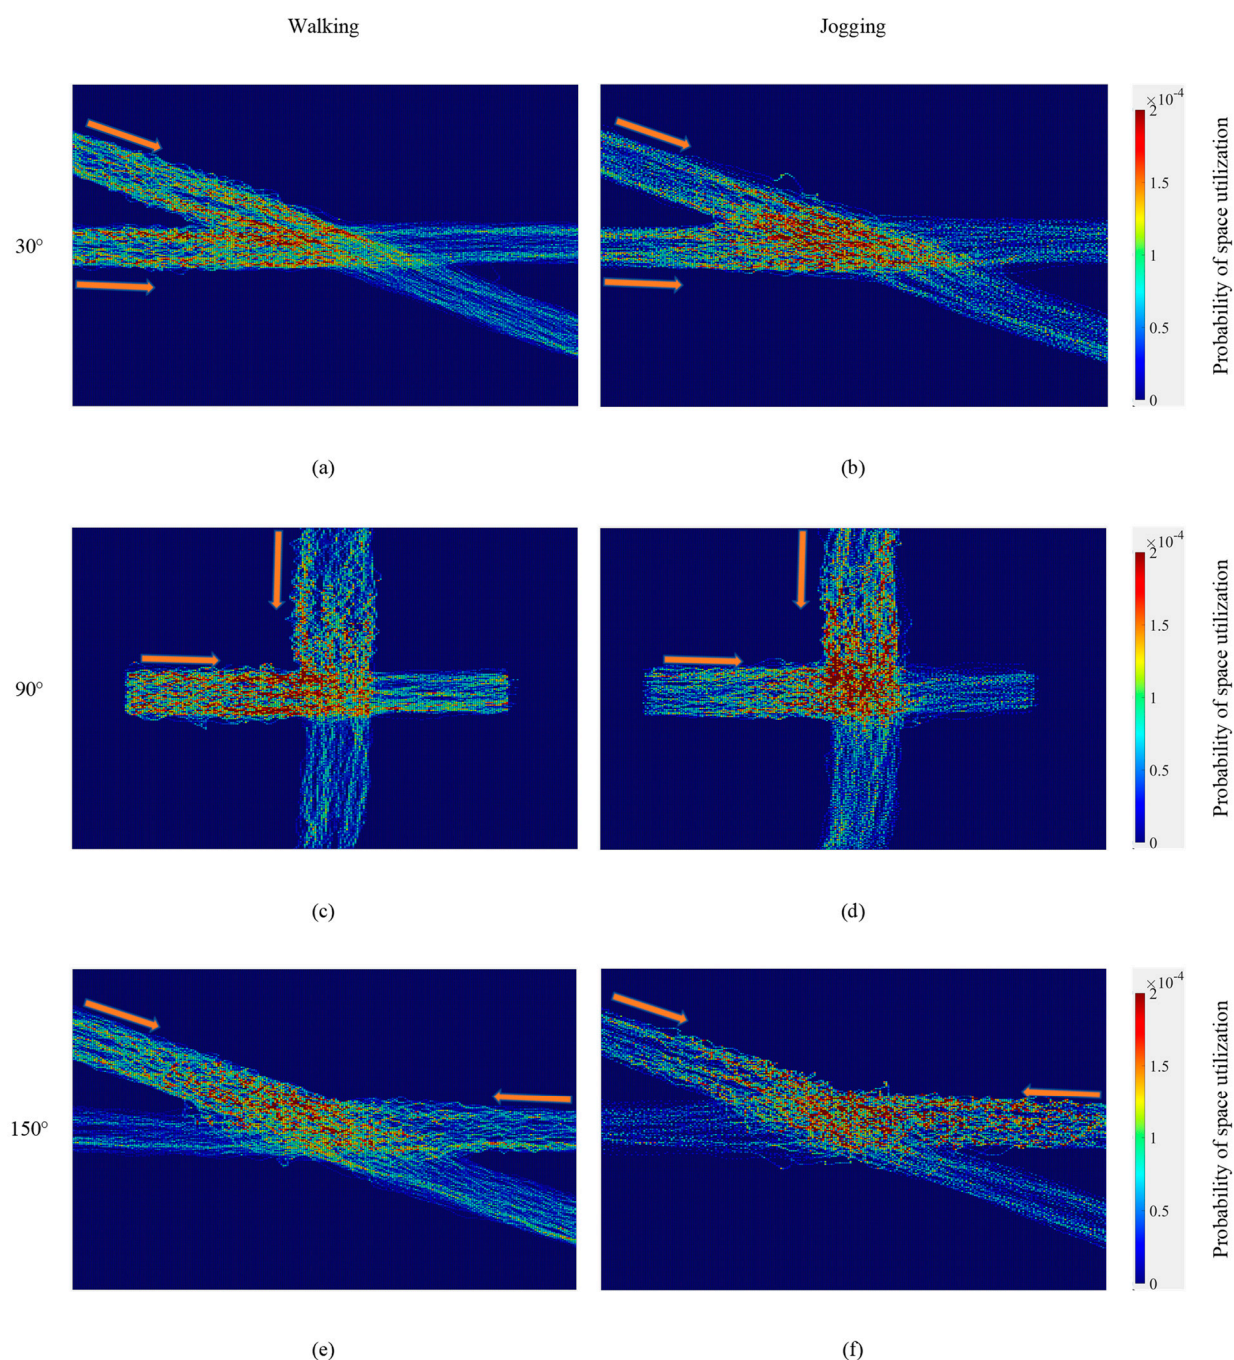 Walking
Jogging
30°
×10⁻⁴
2
1.5
1
0.5
0
Probability of space utilization
(a)
(b)
90°
×10⁻⁴
2
1.5
1
0.5
0
Probability of space utilization
(c)
(d)
150°
×10⁻⁴
2
1.5
1
0.5
0
Probability of space utilization
(e)
(f)